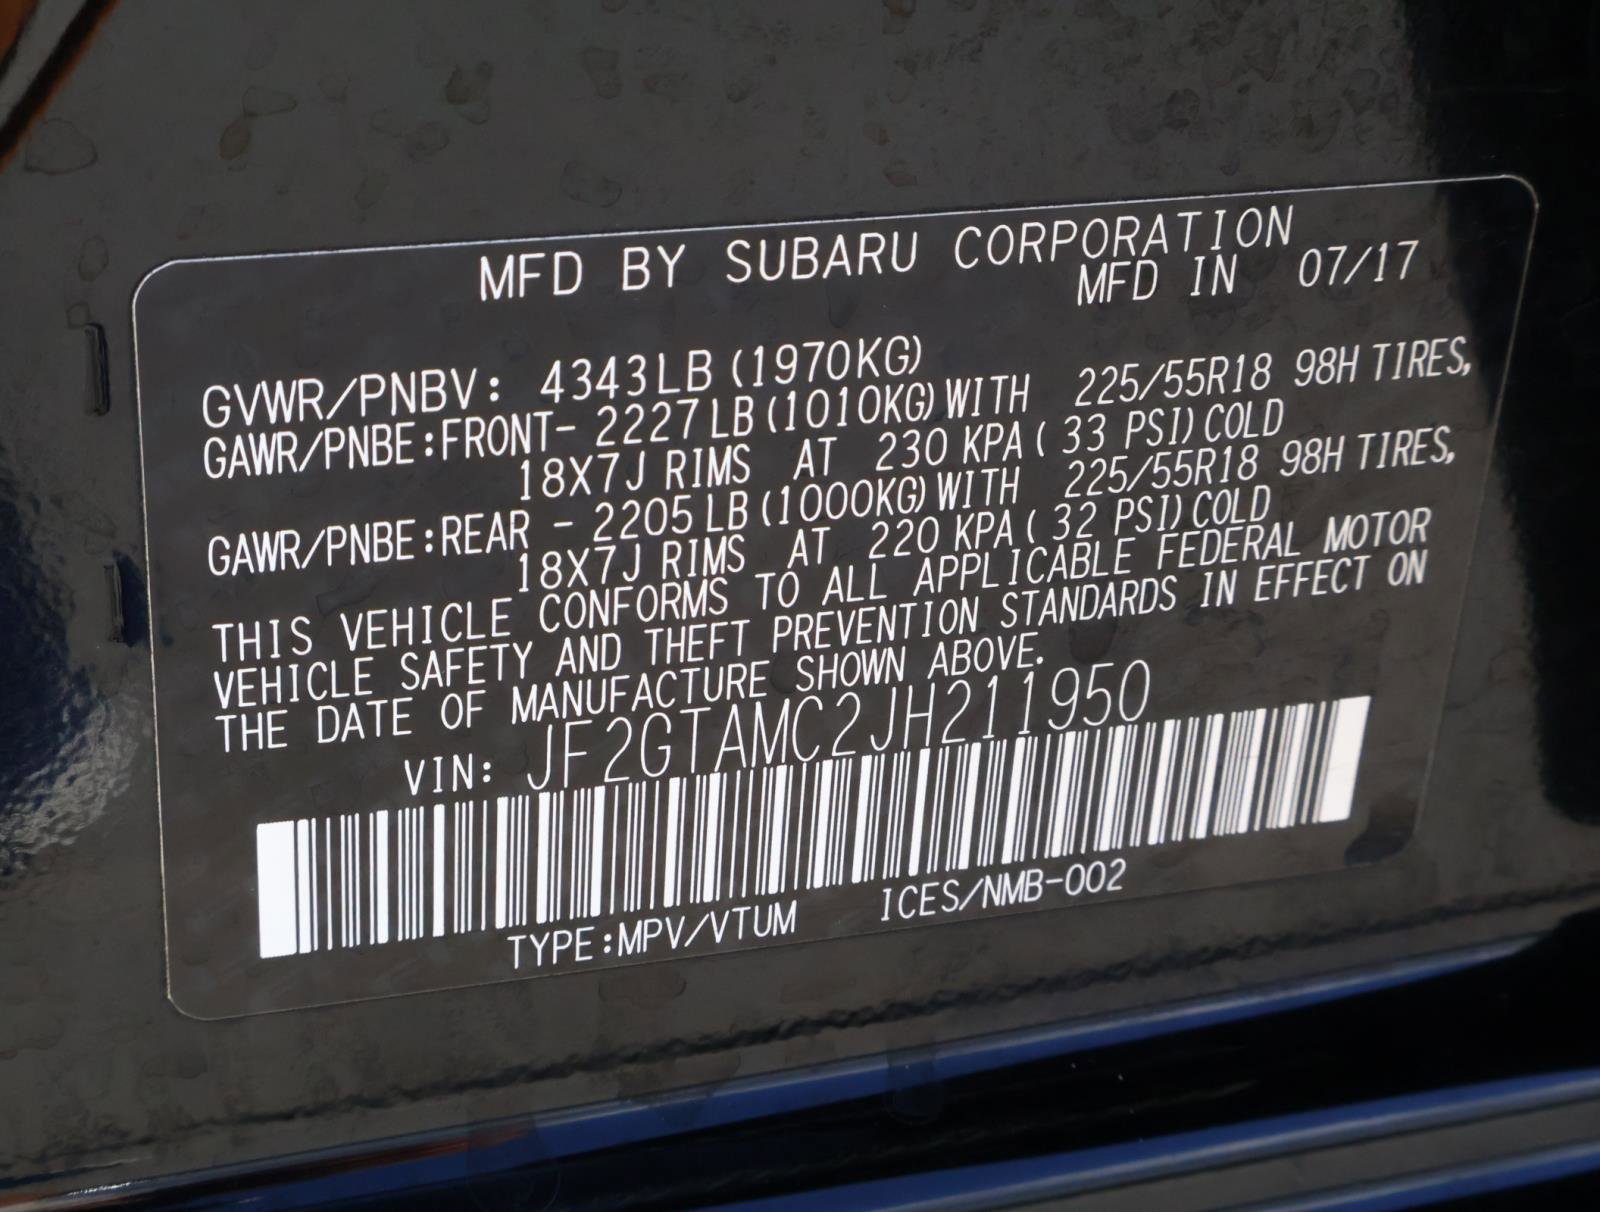 MFD BY SUBARU CORPORATION
MFD IN 07/17
GVWR/PNBV: 4343LB (1970KG)
GAWR/PNBE:FRONT- 2227LB(1010KG)WITH 225/55R18 98H TIRES,
18X7J RIMS AT 230 KPA( 33 PSI)COLD
GAWR/PNBE:REAR - 2205LB(1000KG)WITH 225/55R18 98H TIRES,
18X7J RIMS AT 220 KPA( 32 PSI)COLD
THIS VEHICLE CONFORMS TO ALL APPLICABLE FEDERAL MOTOR
VEHICLE SAFETY AND THEFT PREVENTION STANDARDS IN EFFECT ON
THE DATE OF MANUFACTURE SHOWN ABOVE.
VIN: JF2GTAMC2JH211950
TYPE:MPV/VTUM ICES/NMB-002